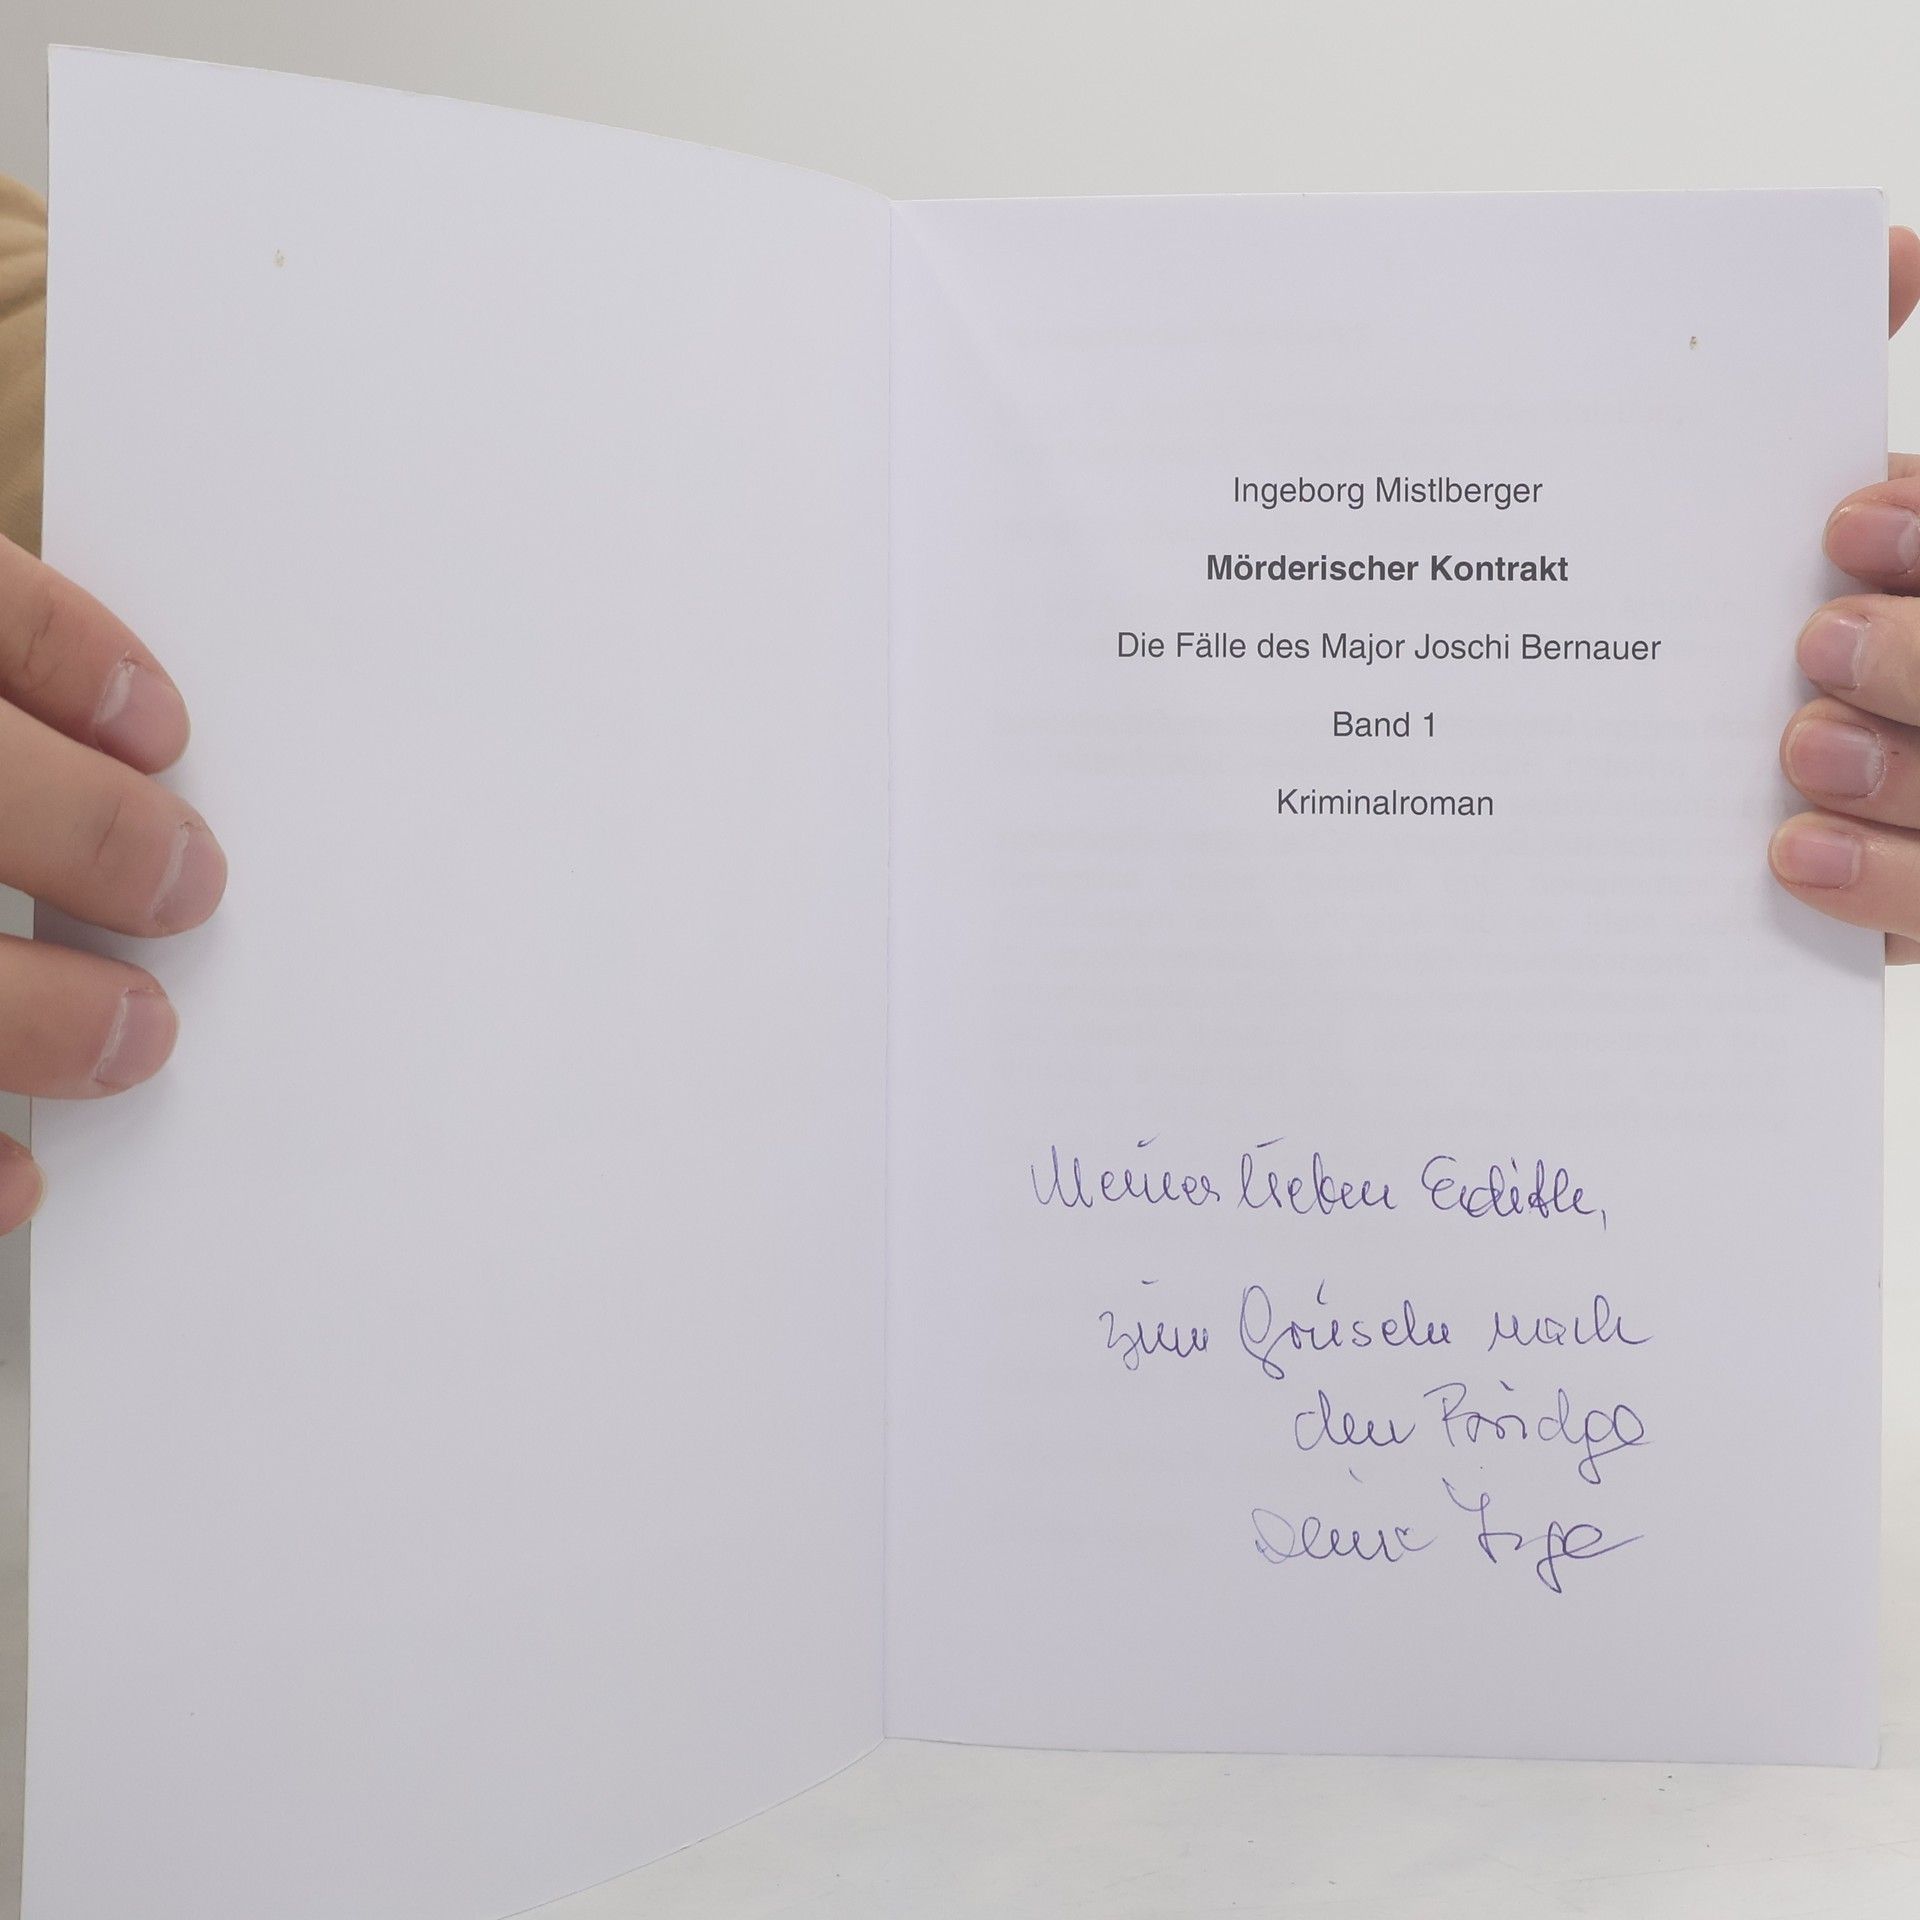 Ingeborg Mistlberger
Mörderischer Kontrakt
Die Fälle des Major Joschi Bernauer
Band 1
Kriminalroman
Meiner lieben Edith,
zum Gruseln nach
dem Bridge
Deine Inge